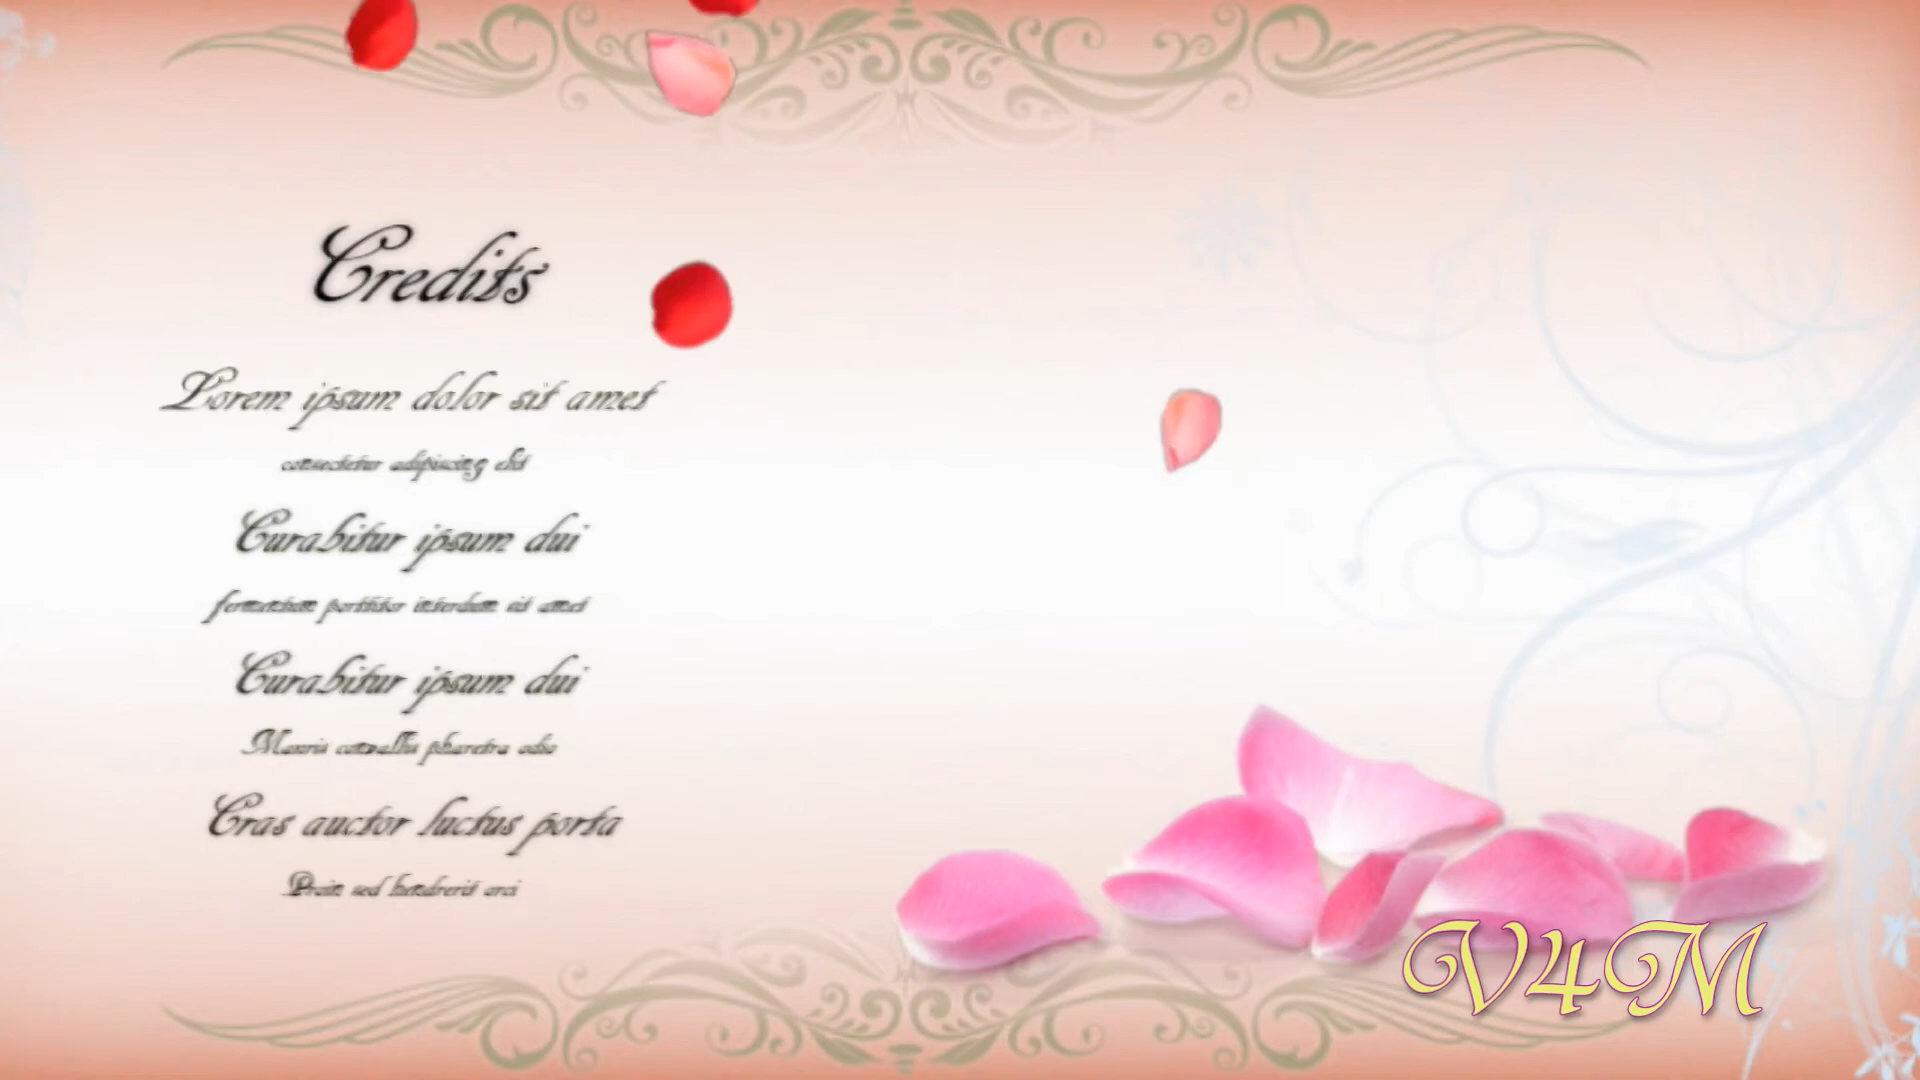 Credits
Lorem ipsum dolor sit amet
consectetur adipiscing elit
Curabitur ipsum dui
fermentum porttitor interdum sit amet
Curabitur ipsum dui
Mauris convallis pharetra odio
Cras auctor luctus porta
Proin sed hendrerit orci
V4M